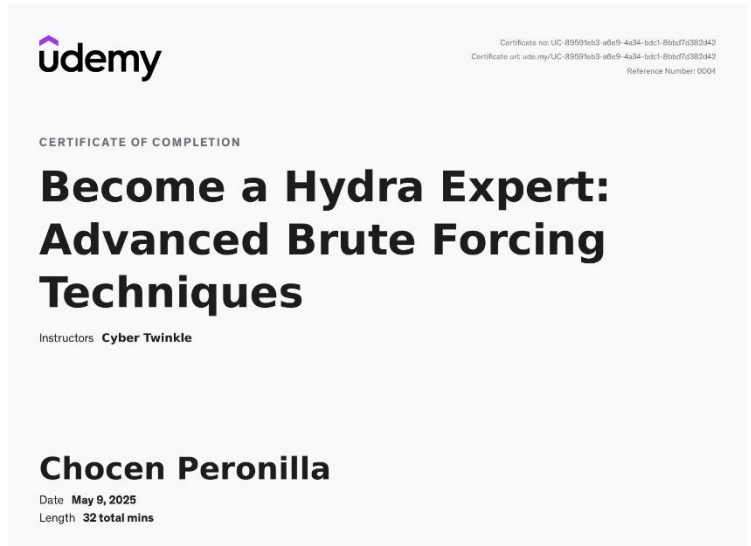 udemy
Certificate no: UC-89591eb3-a6e9-4a34-bdc1-8bbd7d382d42
Certificate url: ude.my/UC-89591eb3-a6e9-4a34-bdc1-8bbd7d382d42
Reference Number: 0004
CERTIFICATE OF COMPLETION
Become a Hydra Expert:
Advanced Brute Forcing
Techniques
Instructors Cyber Twinkle
Chocen Peronilla
Date May 9, 2025
Length 32 total mins